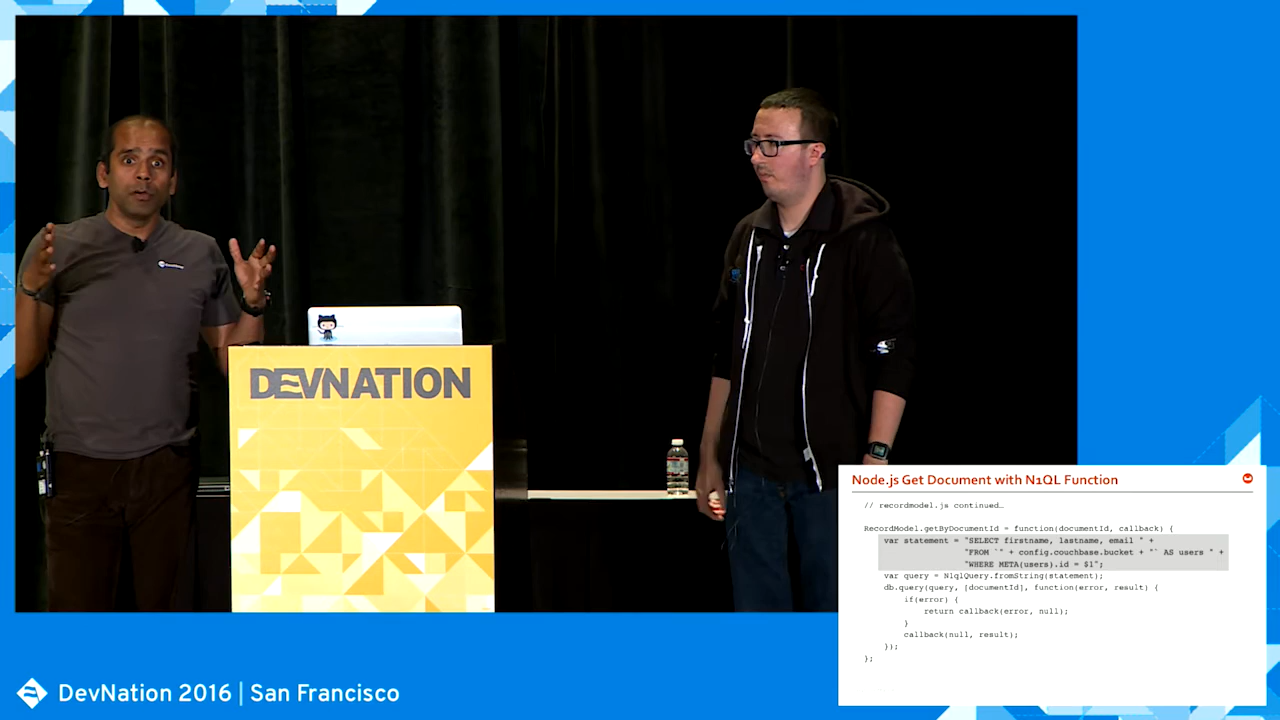 DEVNATION
Node.js Get Document with N1QL Function
// recordmodel.js continued…
RecordModel.getByDocumentId = function(documentId, callback) {
var statement = "SELECT firstname, lastname, email " +
"FROM `" + config.couchbase.bucket + "` AS users " +
"WHERE META(users).id = $1";
var query = N1qlQuery.fromString(statement);
db.query(query, [documentId], function(error, result) {
if(error) {
return callback(error, null);
}
callback(null, result);
});
};
DevNation 2016 | San Francisco